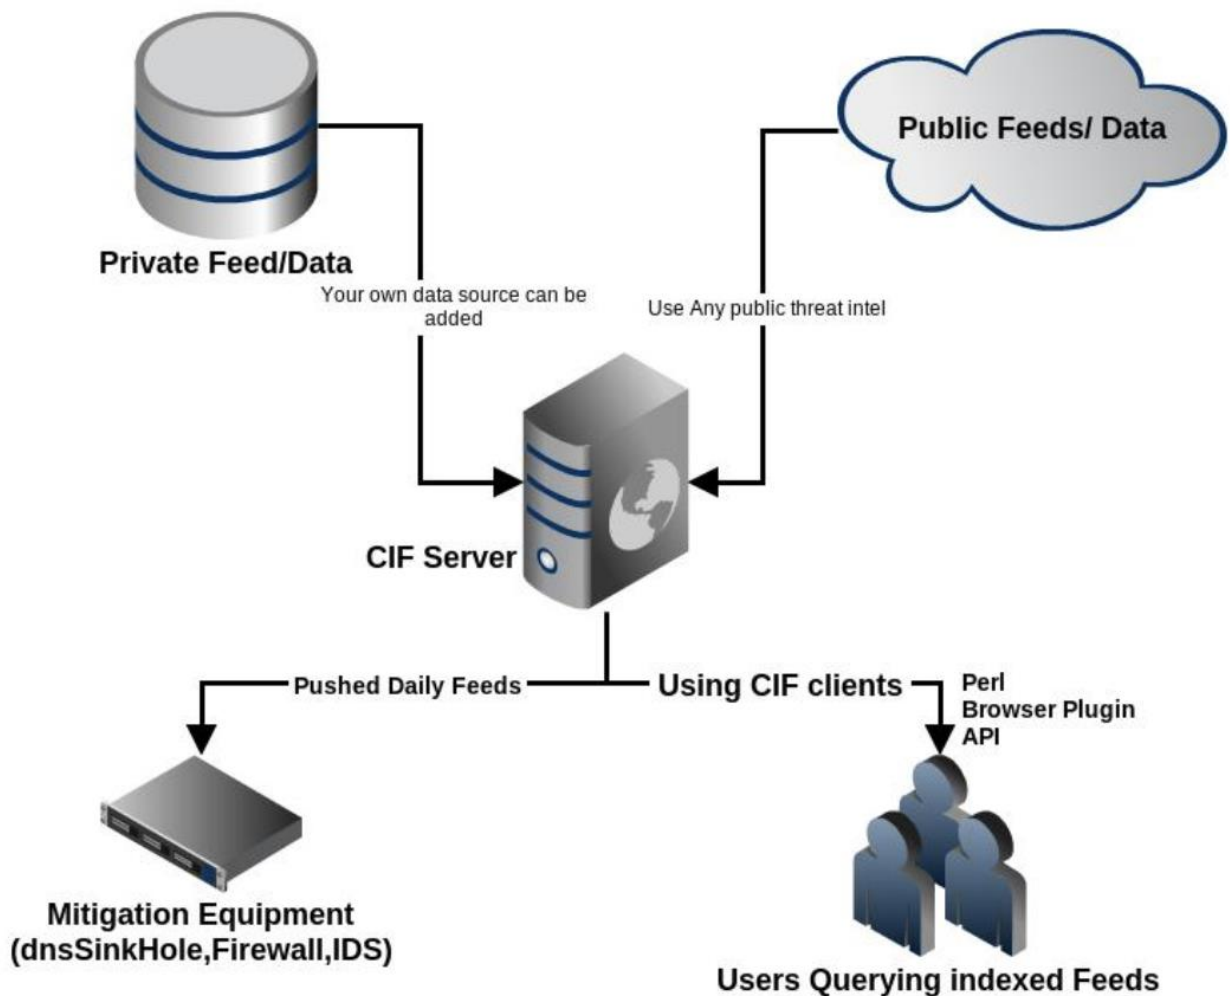 Public Feeds/ Data
Private Feed/Data
Your own data source can be
added
Use Any public threat intel
CIF Server
Pushed Daily Feeds
Using CIF clients
Perl
Browser Plugin
API
Mitigation Equipment
(dnsSinkHole,Firewall,IDS)
Users Querying indexed Feeds